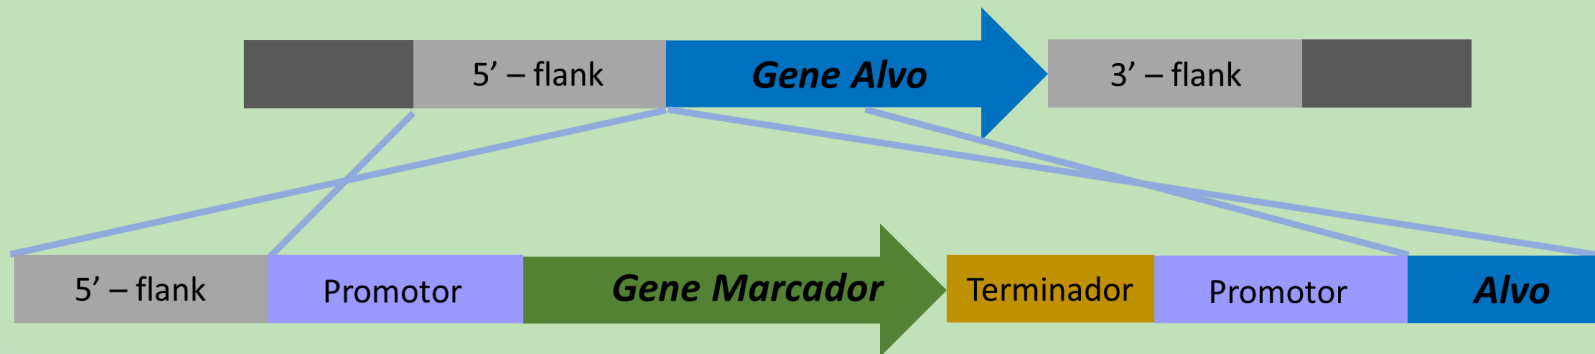 5’ – flank Gene Alvo 3’ – flank
5’ – flank Promotor Gene Marcador Terminador Promotor Alvo